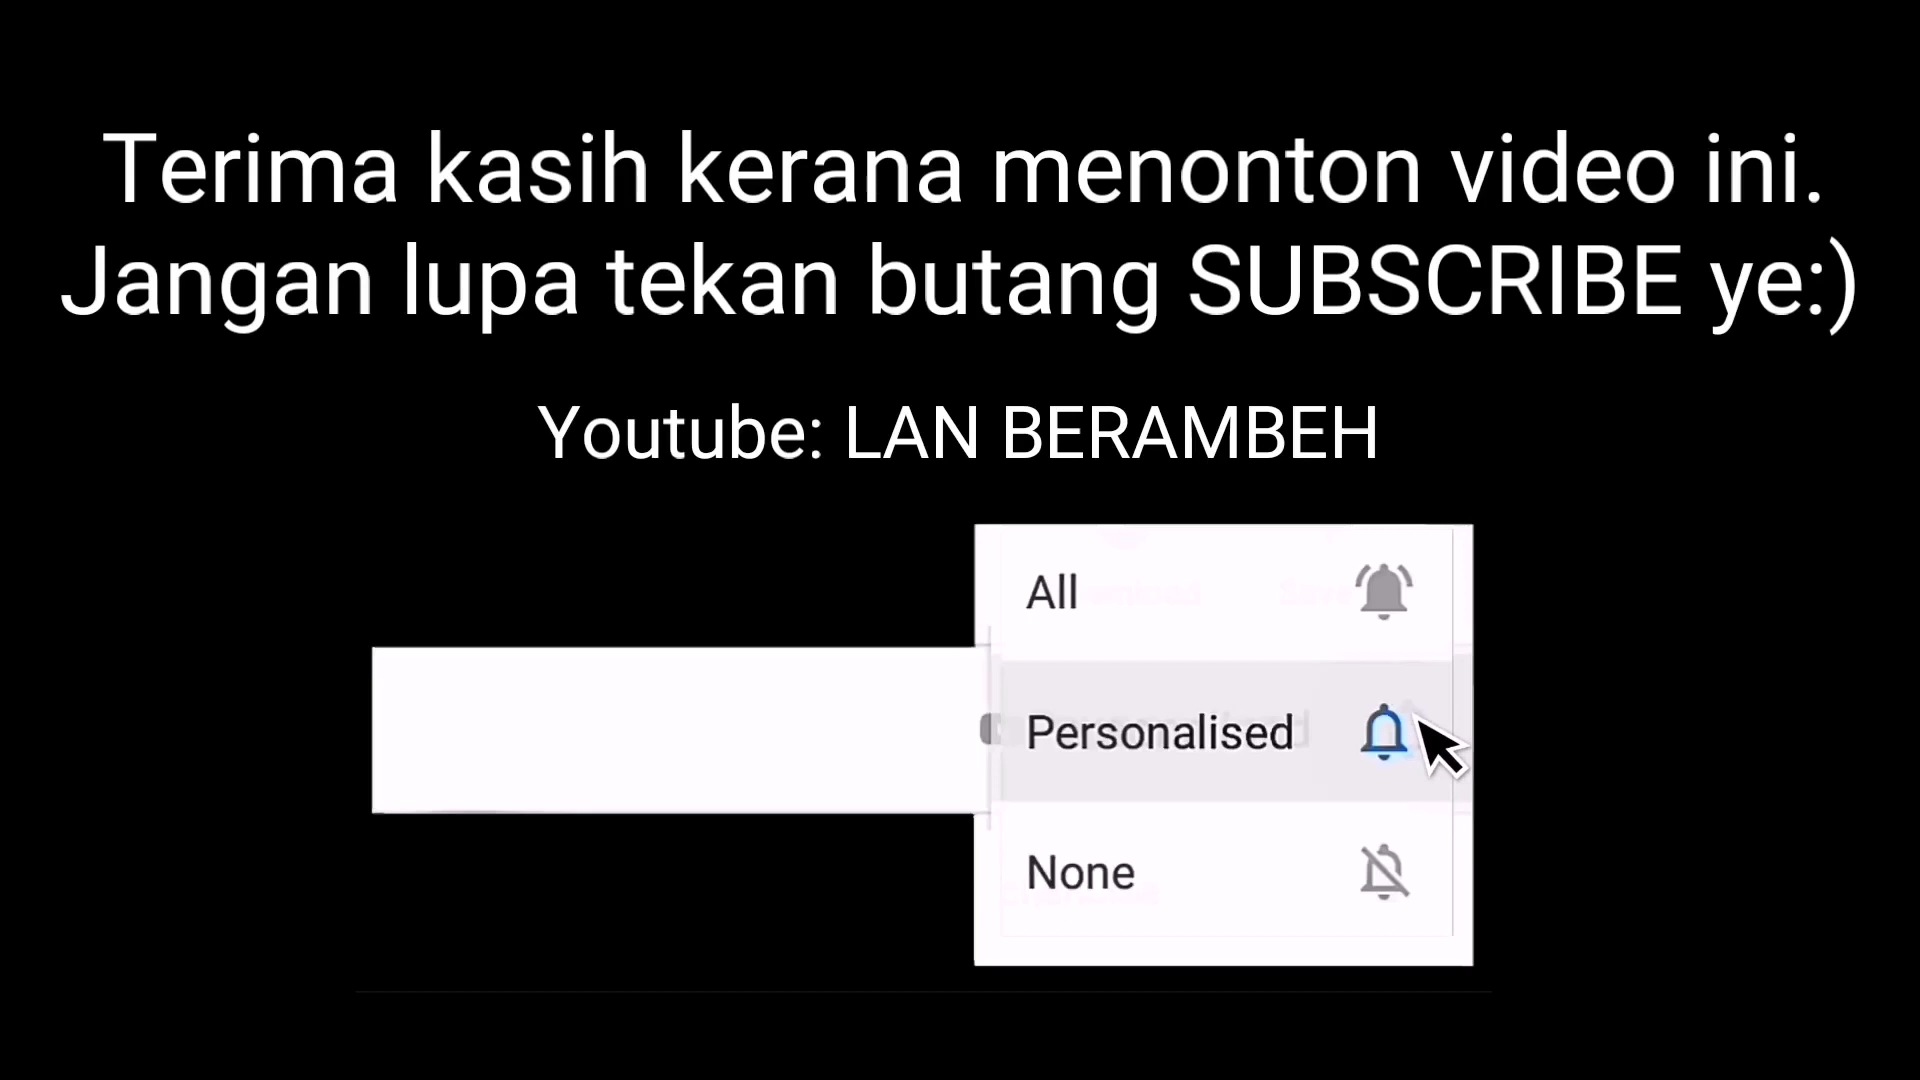 Terima kasih kerana menonton video ini.
Jangan lupa tekan butang SUBSCRIBE ye:)
Youtube: LAN BERAMBEH
All
Personalised
None